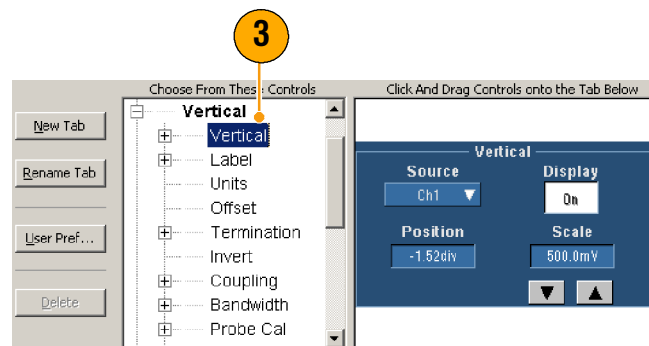 3
Choose From These Controls
Click And Drag Controls onto the Tab Below
New Tab
Rename Tab
User Pref...
Delete
Vertical
Vertical
Label
Units
Offset
Termination
Invert
Coupling
Bandwidth
Probe Cal
Vertical
Source
Display
Ch1
On
Position
Scale
-1.52div
500.0mV